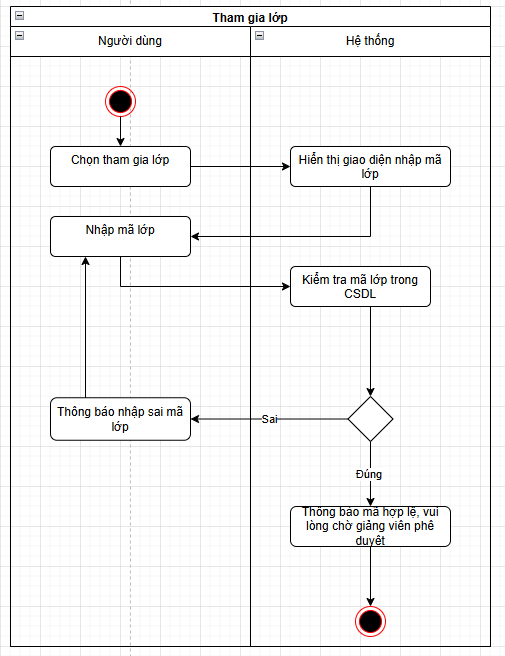 Tham gia lớp
Người dùng
Hệ thống
Chọn tham gia lớp
Hiển thị giao diện nhập mã
lớp
Nhập mã lớp
Kiểm tra mã lớp trong
CSDL
Thông báo nhập sai mã
lớp
Sai
Đúng
Thông báo mã hợp lệ, vui
lòng chờ giảng viên phê
duyệt